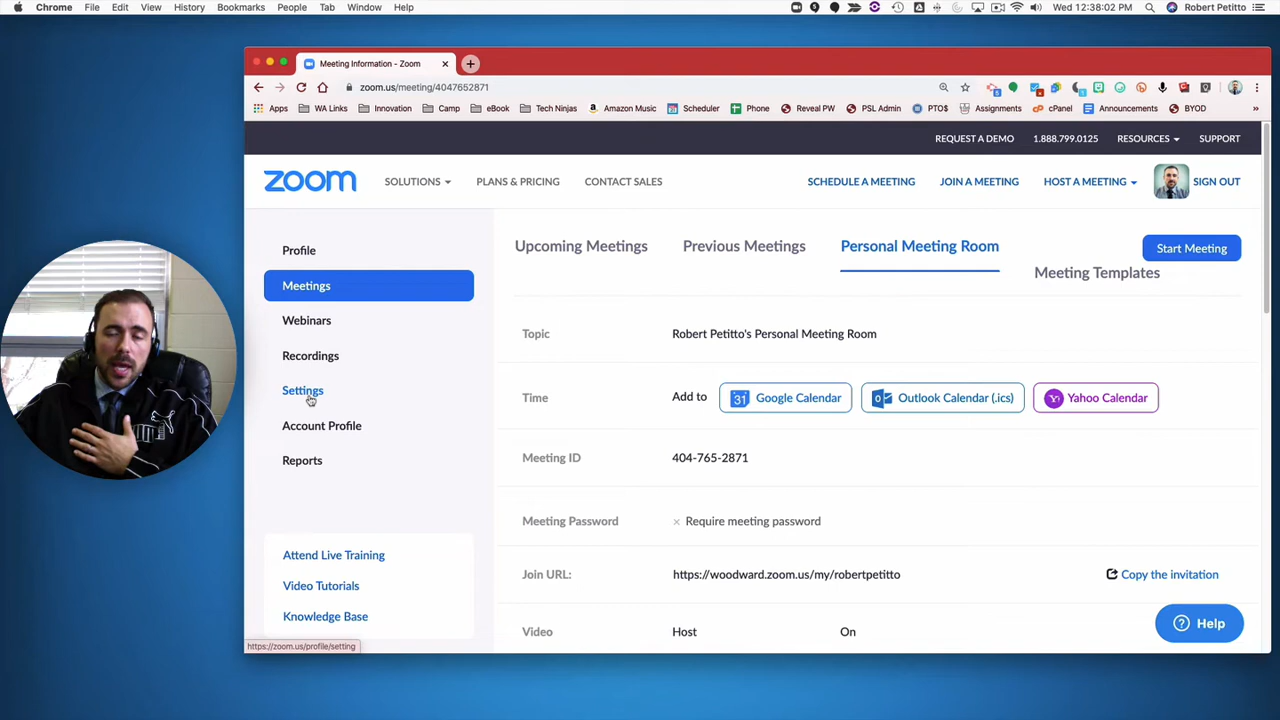 Chrome File Edit View History Bookmarks People Tab Window Help Wed 12:38:02 PM Robert Petitto
Meeting Information - Zoom
zoom.us/meeting/4047652871
Apps WA Links Innovation Camp eBook Tech Ninjas Amazon Music Scheduler Phone Reveal PW PSL Admin PTO$ Assignments cPanel Announcements BYOD »
REQUEST A DEMO 1.888.799.0125 RESOURCES SUPPORT
zoom SOLUTIONS PLANS & PRICING CONTACT SALES SCHEDULE A MEETING JOIN A MEETING HOST A MEETING SIGN OUT
Profile
Meetings
Webinars
Recordings
Settings
Account Profile
Reports
Attend Live Training
Video Tutorials
Knowledge Base
https://zoom.us/profile/setting
Upcoming Meetings Previous Meetings Personal Meeting Room Start Meeting
Meeting Templates
Topic Robert Petitto's Personal Meeting Room
Time Add to 31 Google Calendar Outlook Calendar (.ics) Yahoo Calendar
Meeting ID 404-765-2871
Meeting Password × Require meeting password
Join URL: https://woodward.zoom.us/my/robertpetitto Copy the invitation
Video Host On
Help